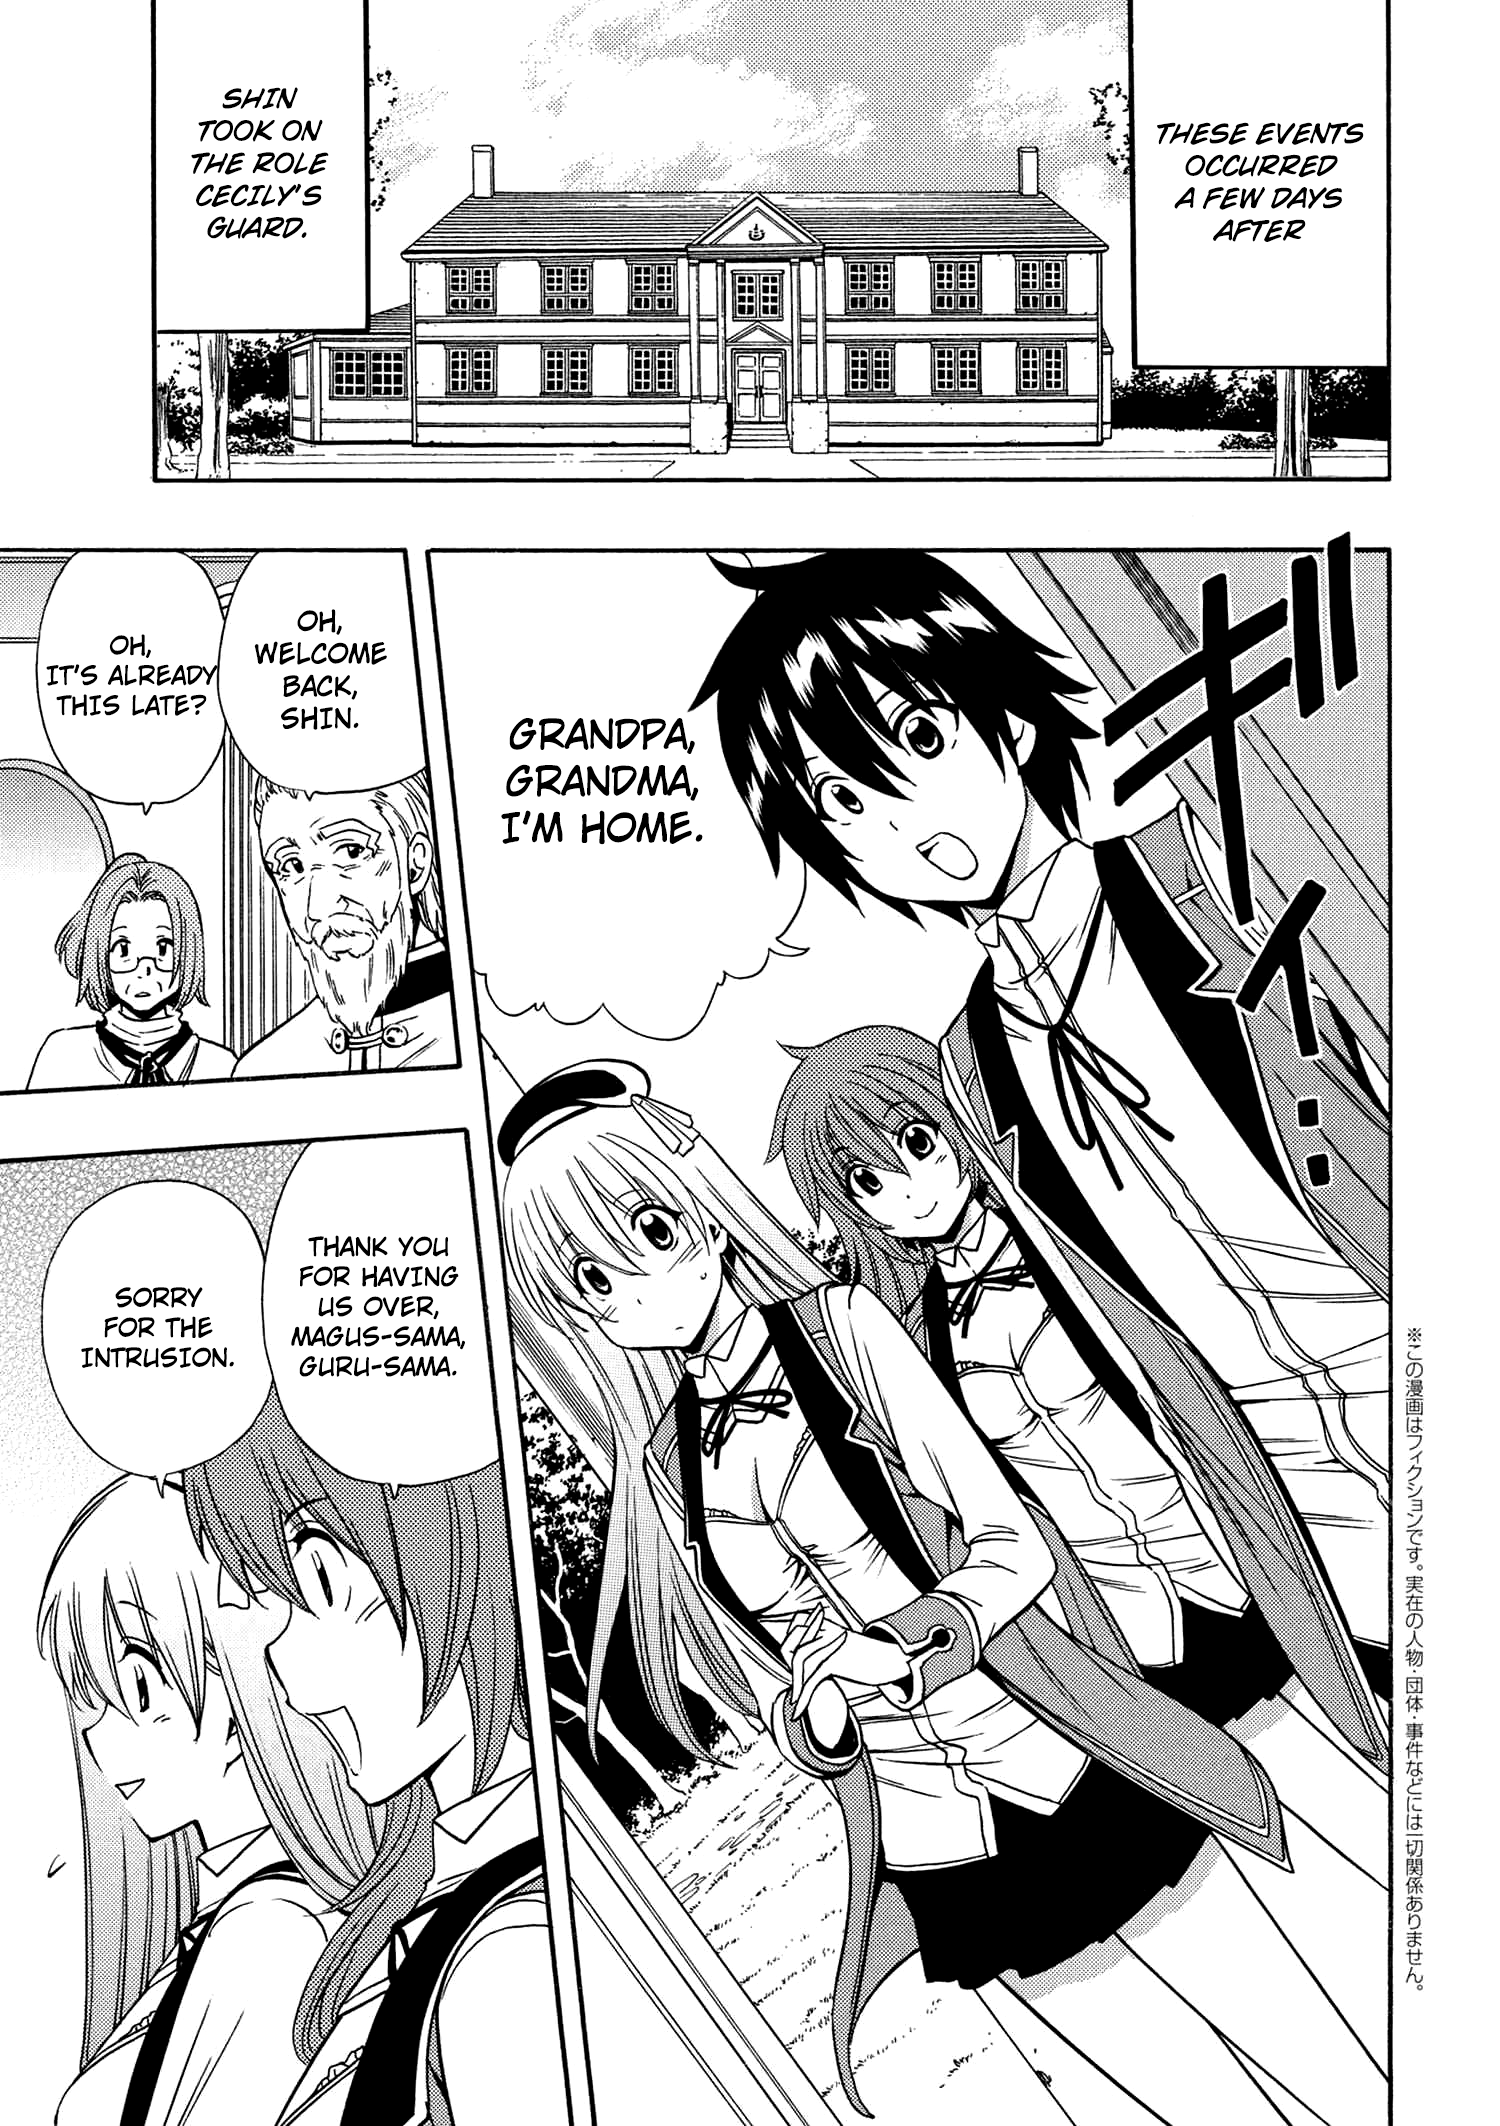 THESE EVENTS
OCCURRED
A FEW DAYS
AFTER
SHIN
TOOK ON
THE ROLE
CECILY'S
GUARD.
ギギィ…
GRANDPA,
GRANDMA,
I'M HOME.
OH,
WELCOME
BACK,
SHIN.
OH,
IT'S ALREADY
THIS LATE?
THANK YOU
FOR HAVING
US OVER,
MAGUS-SAMA,
GURU-SAMA.
SORRY
FOR THE
INTRUSION.
※この漫画はフィクションです。実在の人物・団体・事件などには一切関係ありません。